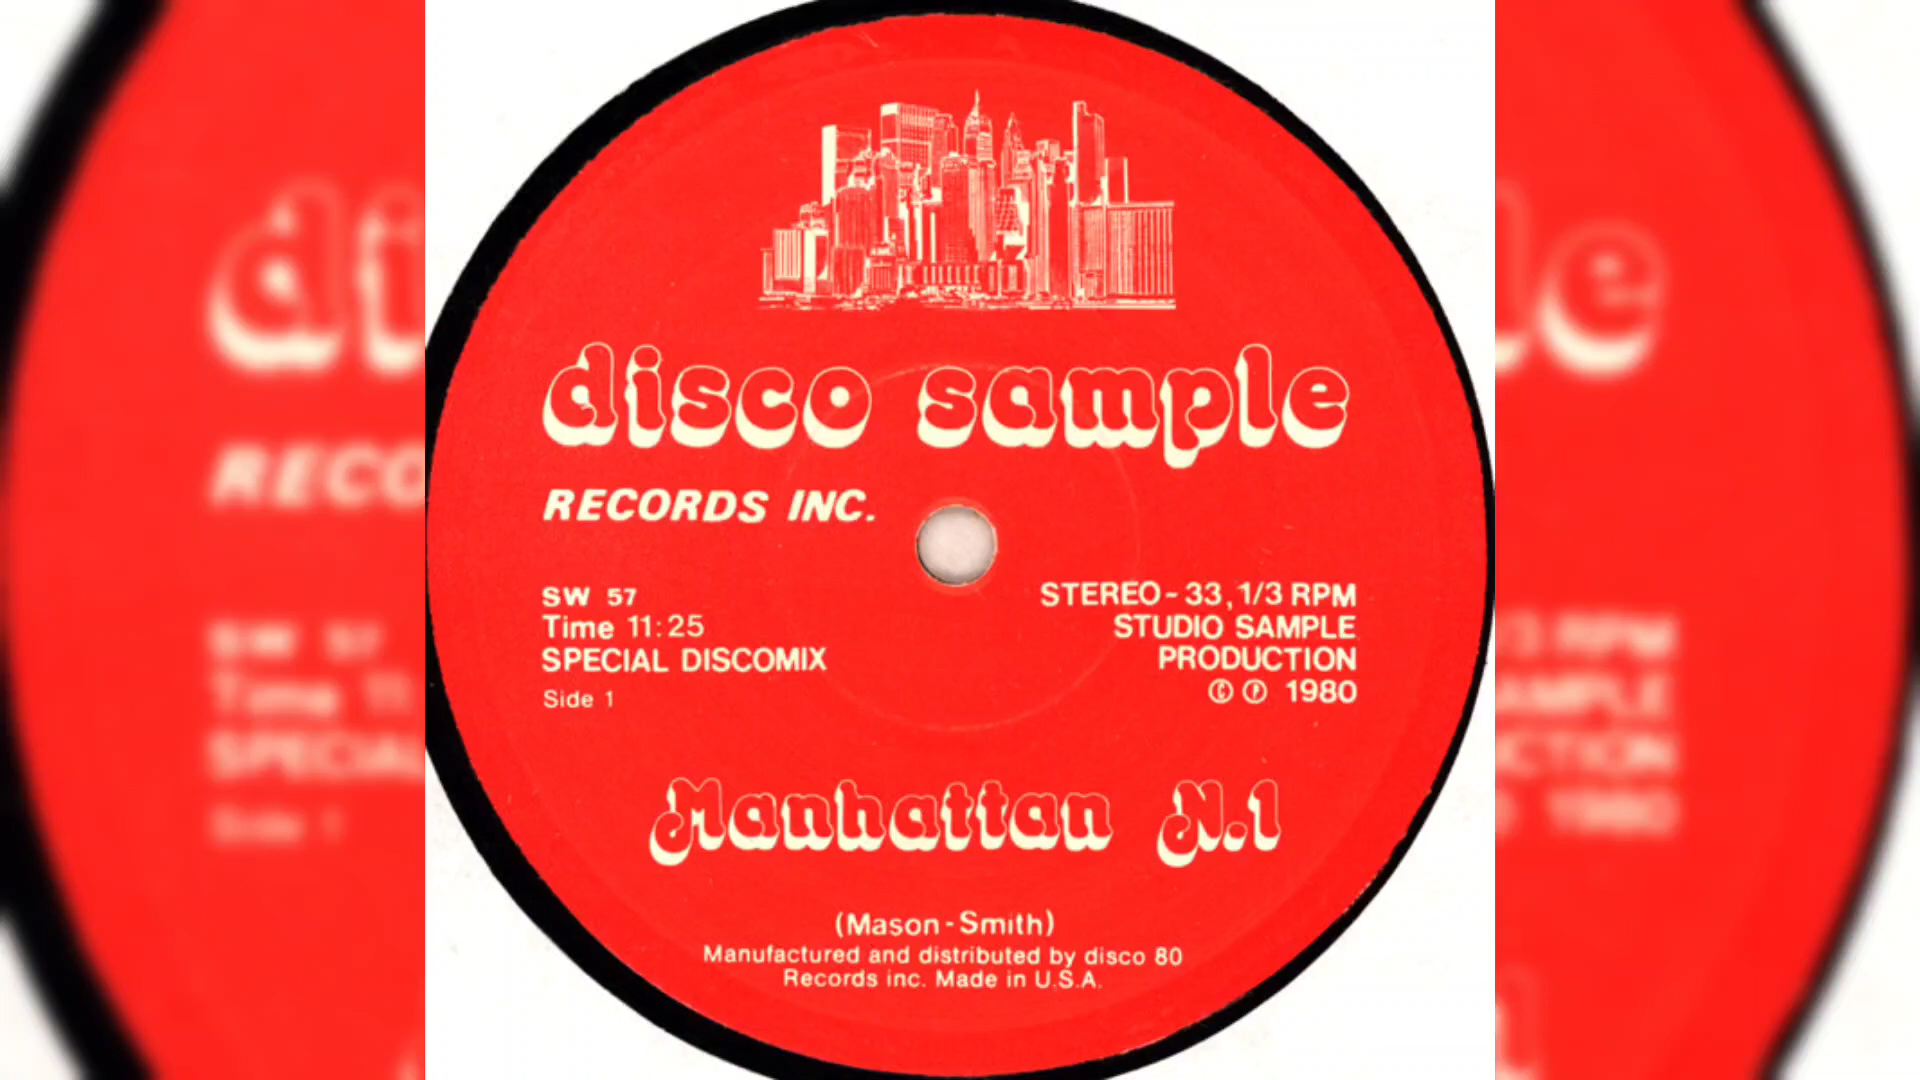 disco sample
RECORDS INC.
SW 57
Time 11:25
SPECIAL DISCOMIX
Side 1
STEREO - 33,1/3 RPM
STUDIO SAMPLE
PRODUCTION
© ℗ 1980
Manhattan N.1
(Mason - Smith)
Manufactured and distributed by disco 80
Records inc. Made in U.S.A.